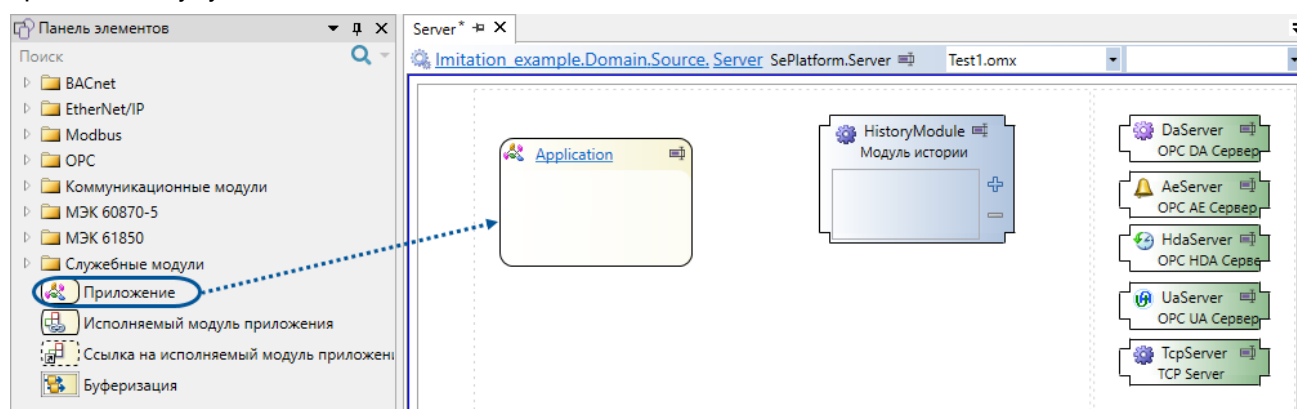 Панель элементов
Поиск
BACnet
EtherNet/IP
Modbus
OPC
Коммуникационные модули
МЭК 60870-5
МЭК 61850
Служебные модули
Приложение
Исполняемый модуль приложения
Ссылка на исполняемый модуль приложени
Буферизация
Server*
Imitation_example.Domain.Source. Server SePlatform.Server Test1.omx
Application
HistoryModule
Модуль истории
DaServer
OPC DA Сервер
AeServer
OPC AE Сервер
HdaServer
OPC HDA Серве
UaServer
OPC UA Сервер
TcpServer
TCP Server